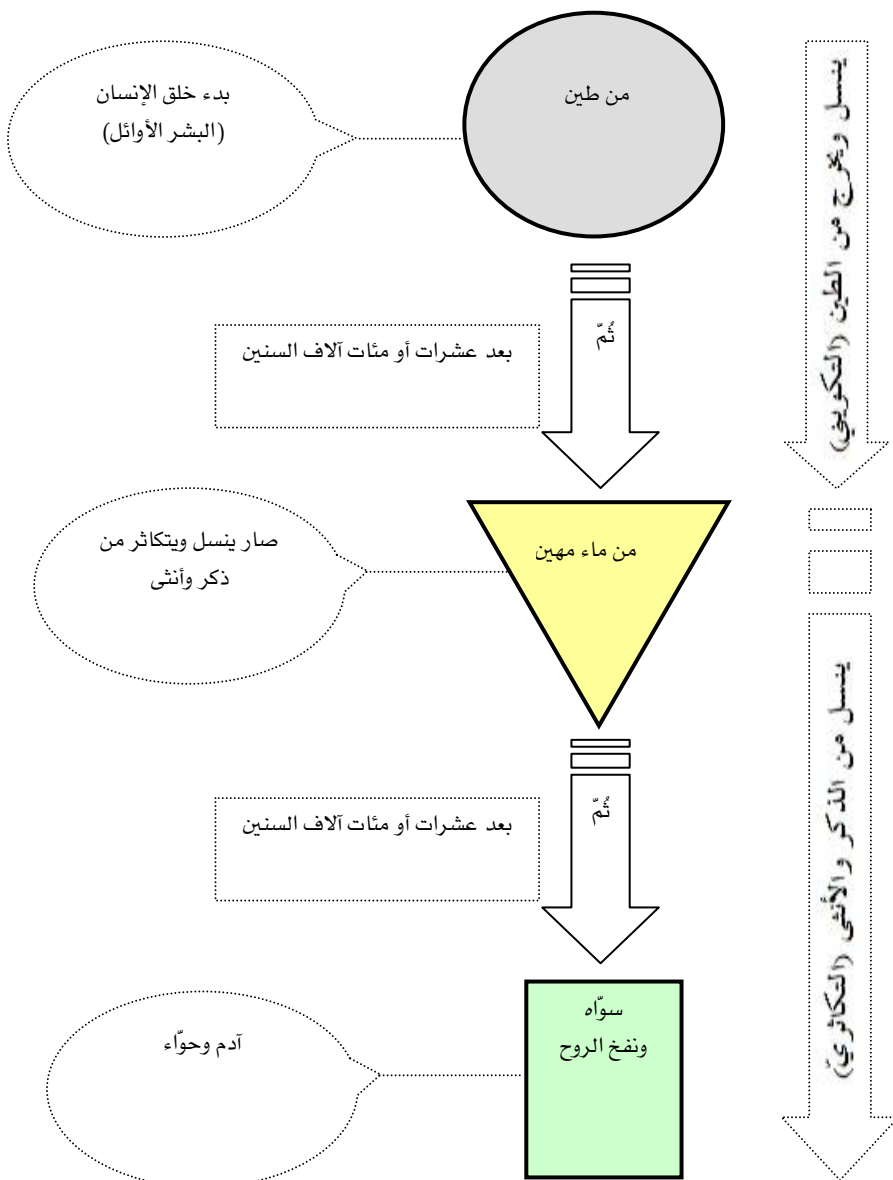 من طين
بدء خلق الإنسان
(البشر الأوائل)
ينسل ويخرج من الطين (التكويني)
ثُمّ
بعد عشرات أو مئات آلاف السنين
من ماء مهين
صار ينسل ويتكاثر من
ذكر وأنثى
ينسل من الذكر والأنثى (التكاثريّ)
ثُمّ
بعد عشرات أو مئات آلاف السنين
سوّاه
ونفخ الروح
آدم وحوّاء